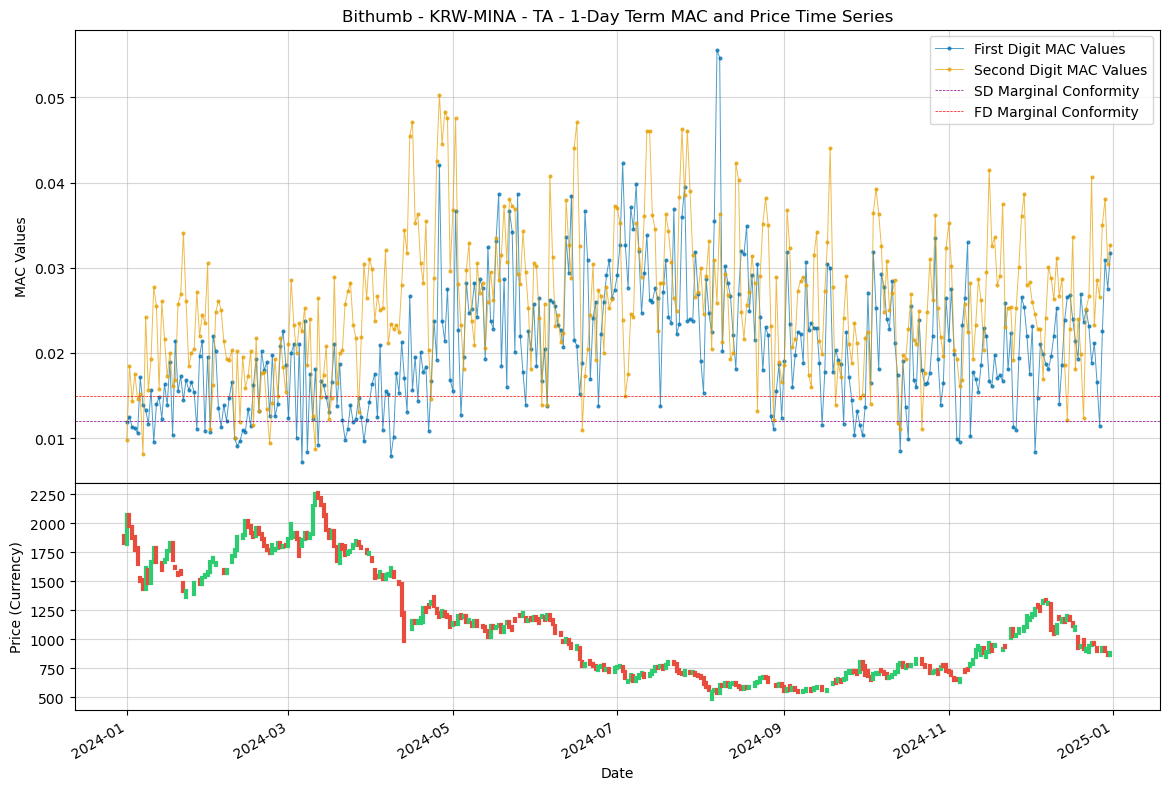 Bithumb - KRW-MINA - TA - 1-Day Term MAC and Price Time Series
First Digit MAC Values
Second Digit MAC Values
SD Marginal Conformity
FD Marginal Conformity
MAC Values
0.05
0.04
0.03
0.02
0.01
Price (Currency)
2250
2000
1750
1500
1250
1000
750
500
2024-01
2024-03
2024-05
2024-07
2024-09
2024-11
2025-01
Date